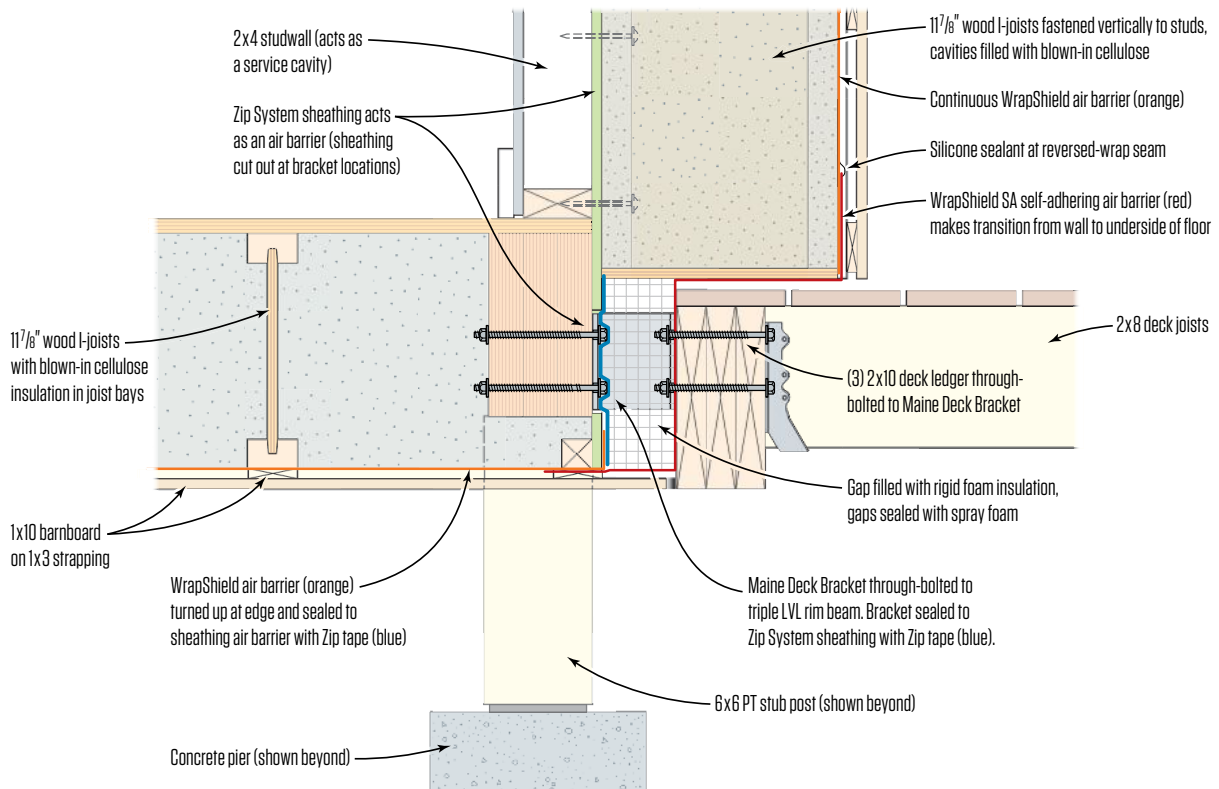 2x4 studwall (acts as
a service cavity)
Zip System sheathing acts
as an air barrier (sheathing
cut out at bracket locations)
11⅞" wood I-joists
with blown-in cellulose
insulation in joist bays
1x10 barnboard
on 1x3 strapping
WrapShield air barrier (orange)
turned up at edge and sealed to
sheathing air barrier with Zip tape (blue)
Concrete pier (shown beyond)
11⅞" wood I-joists fastened vertically to studs,
cavities filled with blown-in cellulose
Continuous WrapShield air barrier (orange)
Silicone sealant at reversed-wrap seam
WrapShield SA self-adhering air barrier (red)
makes transition from wall to underside of floor
2x8 deck joists
(3) 2x10 deck ledger through-
bolted to Maine Deck Bracket
Gap filled with rigid foam insulation,
gaps sealed with spray foam
Maine Deck Bracket through-bolted to
triple LVL rim beam. Bracket sealed to
Zip System sheathing with Zip tape (blue).
6x6 PT stub post (shown beyond)